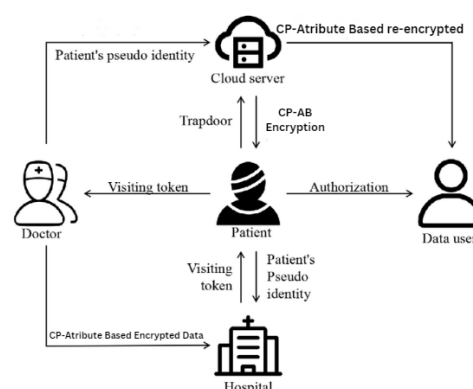 CP-Atribute Based re-encrypted
Patient's pseudo identity
Cloud server
Trapdoor
CP-AB
Encryption
Visiting token
Authorization
Doctor
Patient
Data user
Visiting
token
Patient's
Pseudo
identity
CP-Atribute Based Encrypted Data
Hospital